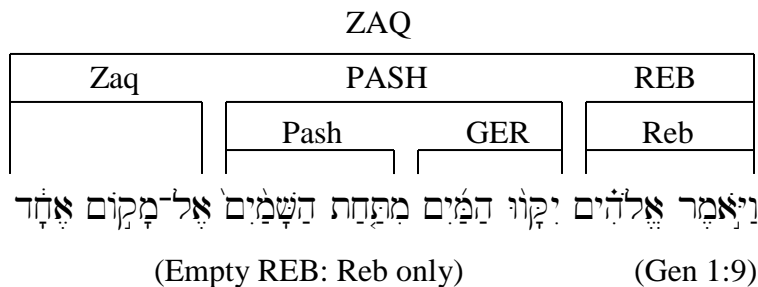 ZAQ
Zaq PASH REB
Pash GER Reb
וַיֹּ֣אמֶר אֱלֹהִ֗ים יִקָּו֨וּ הַמַּ֜יִם מִתַּ֤חַת הַשָּׁמַ֙יִם֙ אֶל־מָק֣וֹם אֶחָ֔ד
(Empty REB: Reb only) (Gen 1:9)